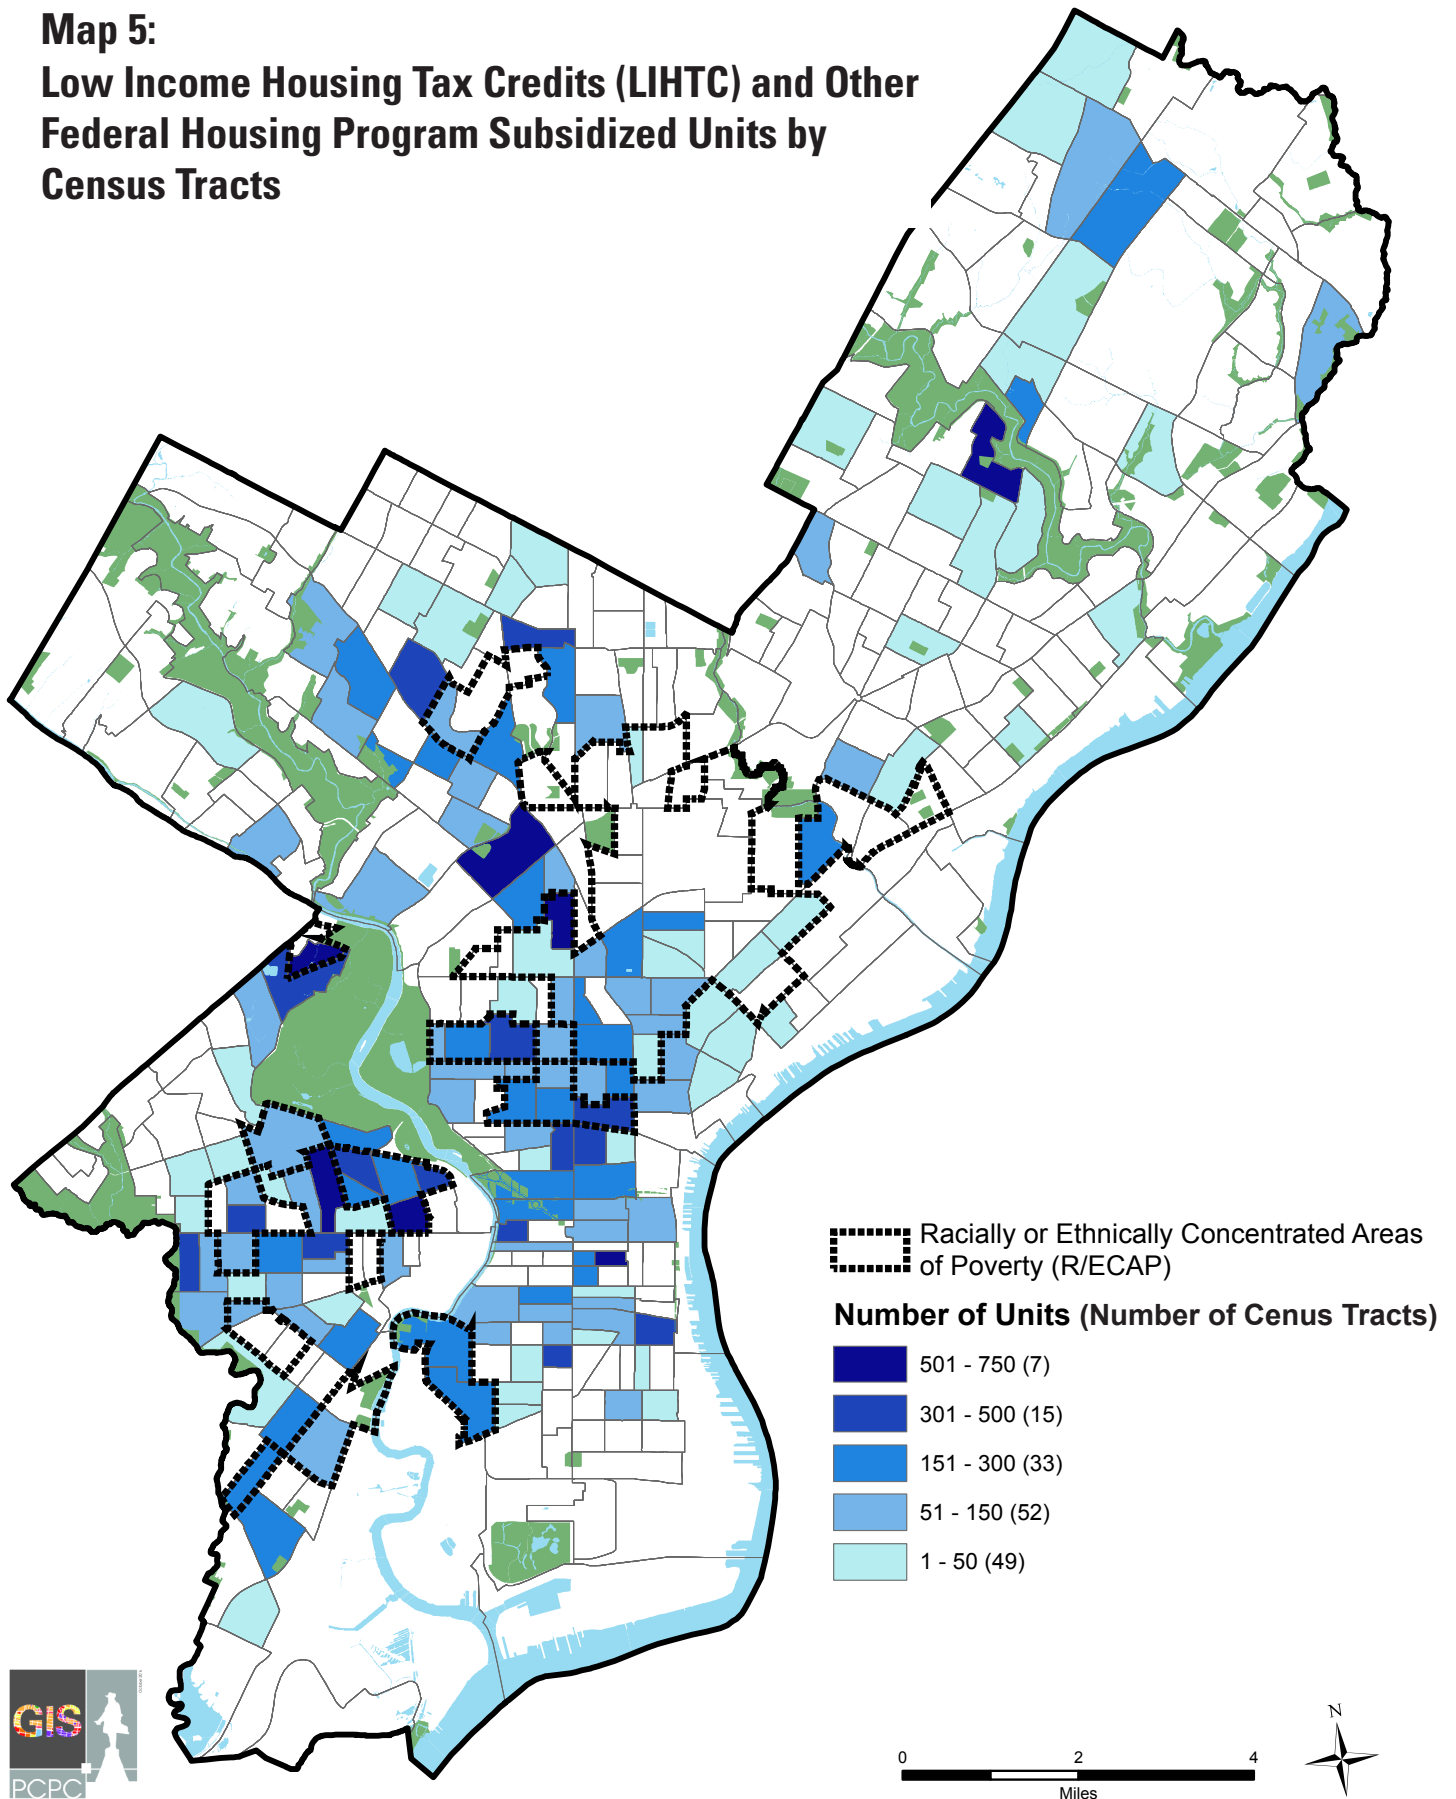 Map 5:
Low Income Housing Tax Credits (LIHTC) and Other
Federal Housing Program Subsidized Units by
Census Tracts
Racially or Ethnically Concentrated Areas
of Poverty (R/ECAP)
Number of Units (Number of Cenus Tracts)
501 - 750 (7)
301 - 500 (15)
151 - 300 (33)
51 - 150 (52)
1 - 50 (49)
GIS
PCPC
N
0 2 4
Miles